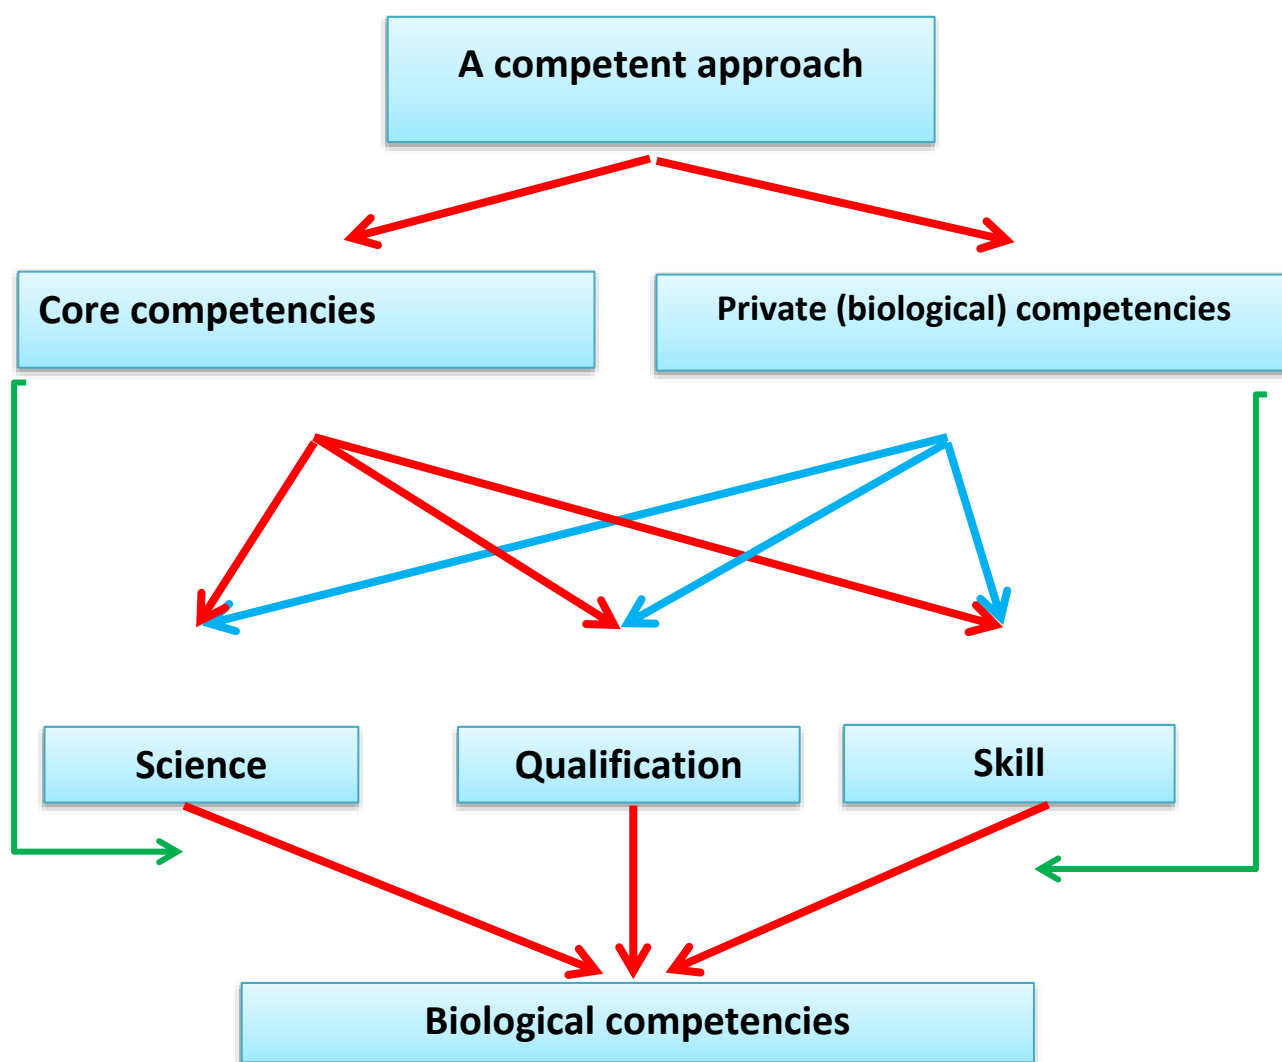 A competent approach
Core competencies
Private (biological) competencies
Science
Qualification
Skill
Biological competencies